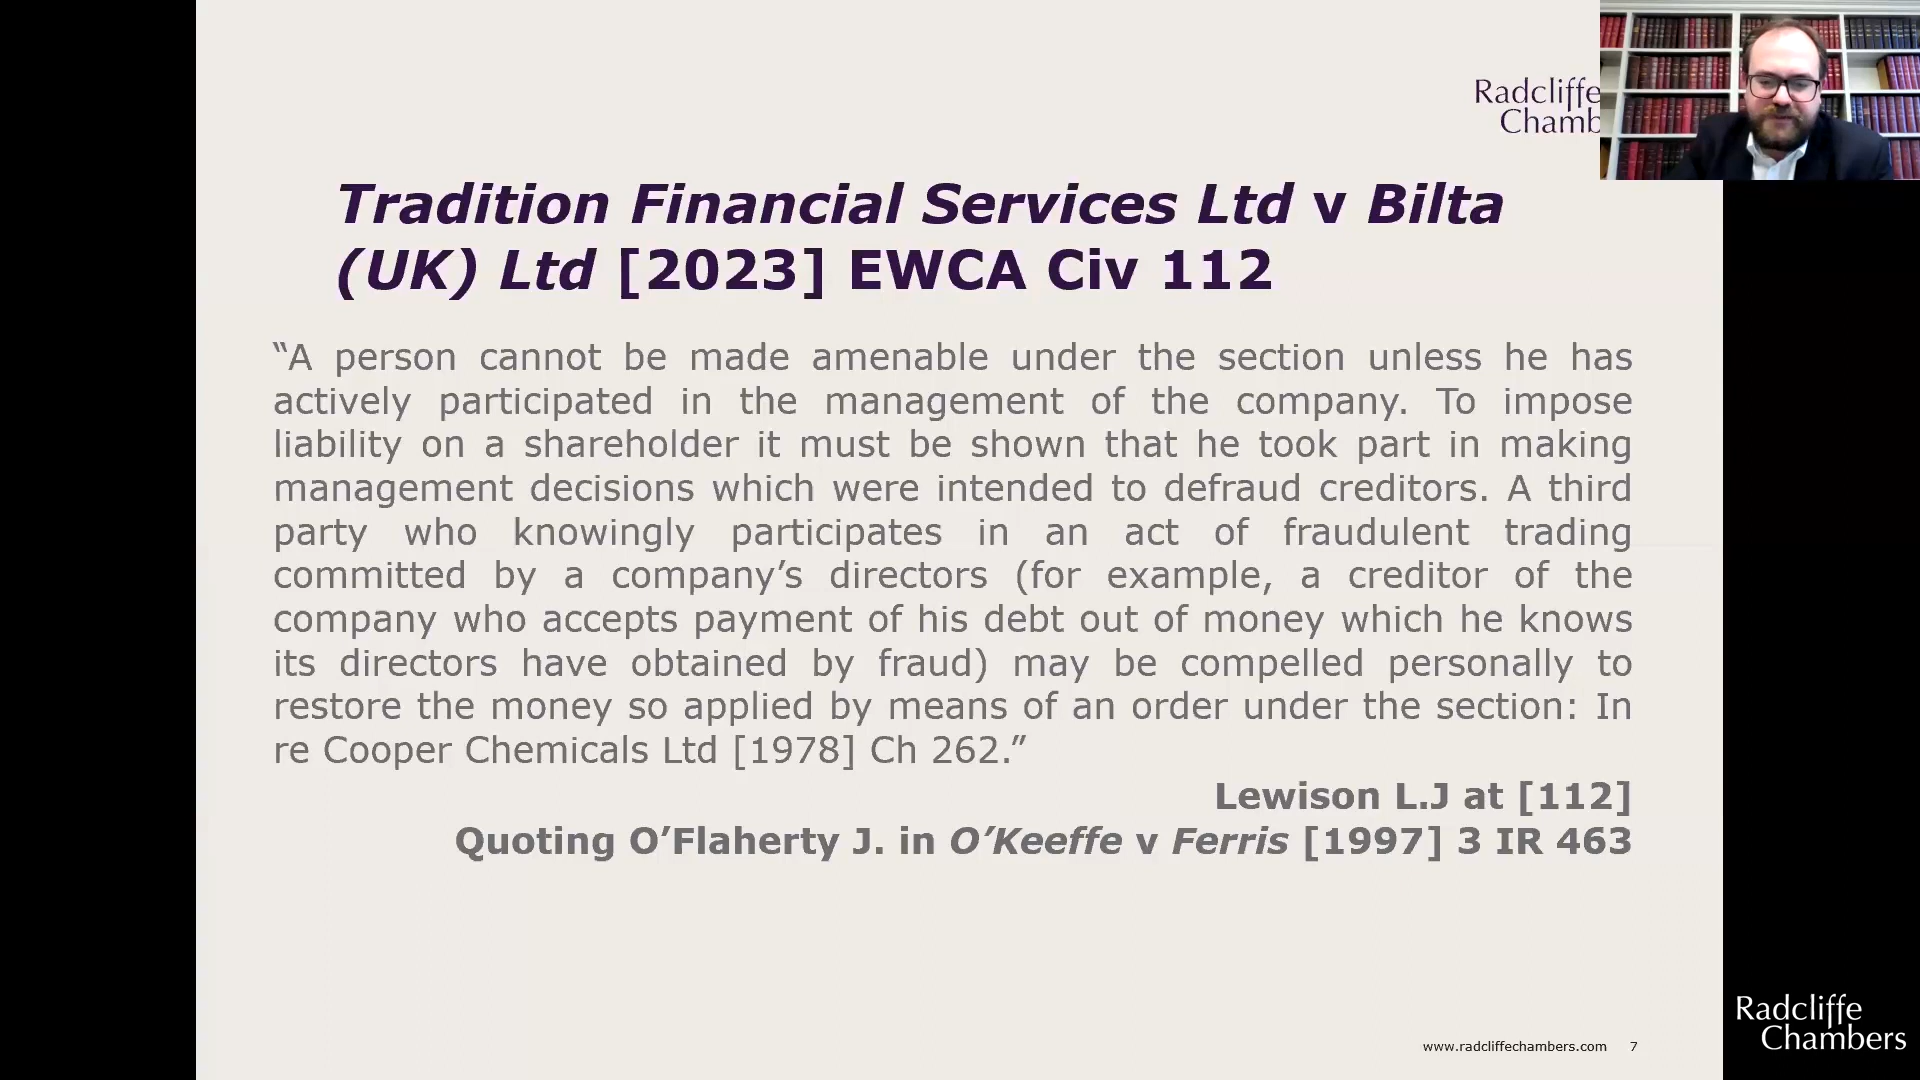 Radcliffe
Chamb
Tradition Financial Services Ltd v Bilta
(UK) Ltd [2023] EWCA Civ 112
“A person cannot be made amenable under the section unless he has
actively participated in the management of the company. To impose
liability on a shareholder it must be shown that he took part in making
management decisions which were intended to defraud creditors. A third
party who knowingly participates in an act of fraudulent trading
committed by a company’s directors (for example, a creditor of the
company who accepts payment of his debt out of money which he knows
its directors have obtained by fraud) may be compelled personally to
restore the money so applied by means of an order under the section: In
re Cooper Chemicals Ltd [1978] Ch 262.”
Lewison L.J at [112]
Quoting O’Flaherty J. in O’Keeffe v Ferris [1997] 3 IR 463
www.radcliffechambers.com 7
Radcliffe
Chambers